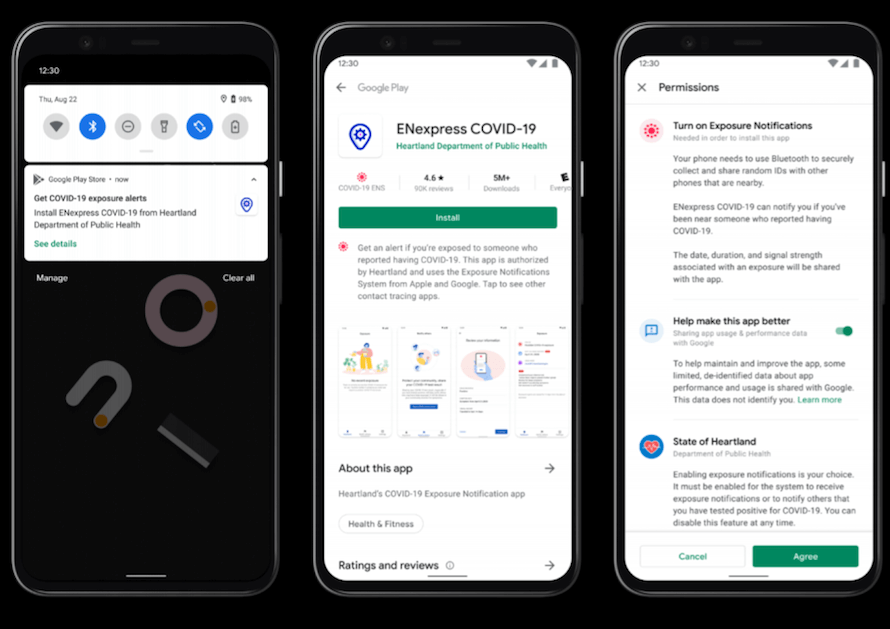 12:30
Thu, Aug 22
98%
Google Play Store • now
Get COVID-19 exposure alerts
Install ENexpress COVID-19 from Heartland
Department of Public Health
See details
Manage
Clear all
12:30
Google Play
ENexpress COVID-19
Heartland Department of Public Health
COVID-19 ENS
4.6 ★
90K reviews
5M+
Downloads
E
Everyo
Install
Get an alert if you're exposed to someone who
reported having COVID-19. This app is authorized
by Heartland and uses the Exposure Notifications
System from Apple and Google. Tap to see other
contact tracing apps.
About this app
Heartland's COVID-19 Exposure Notification app
Health & Fitness
Ratings and reviews
12:30
Permissions
Turn on Exposure Notifications
Needed in order to install this app
Your phone needs to use Bluetooth to securely
collect and share random IDs with other
phones that are nearby.
ENexpress COVID-19 can notify you if you've
been near someone who reported having
COVID-19.
The date, duration, and signal strength
associated with an exposure will be shared
with the app.
Help make this app better
Sharing app usage & performance data
with Google
To help maintain and improve the app, some
limited, de-identified data about app
performance and usage is shared with Google.
This data does not identify you. Learn more
State of Heartland
Department of Public Health
Enabling exposure notifications is your choice.
It must be enabled for the system to receive
exposure notifications or to notify others that
you have tested positive for COVID-19. You can
disable this feature at any time.
Cancel
Agree